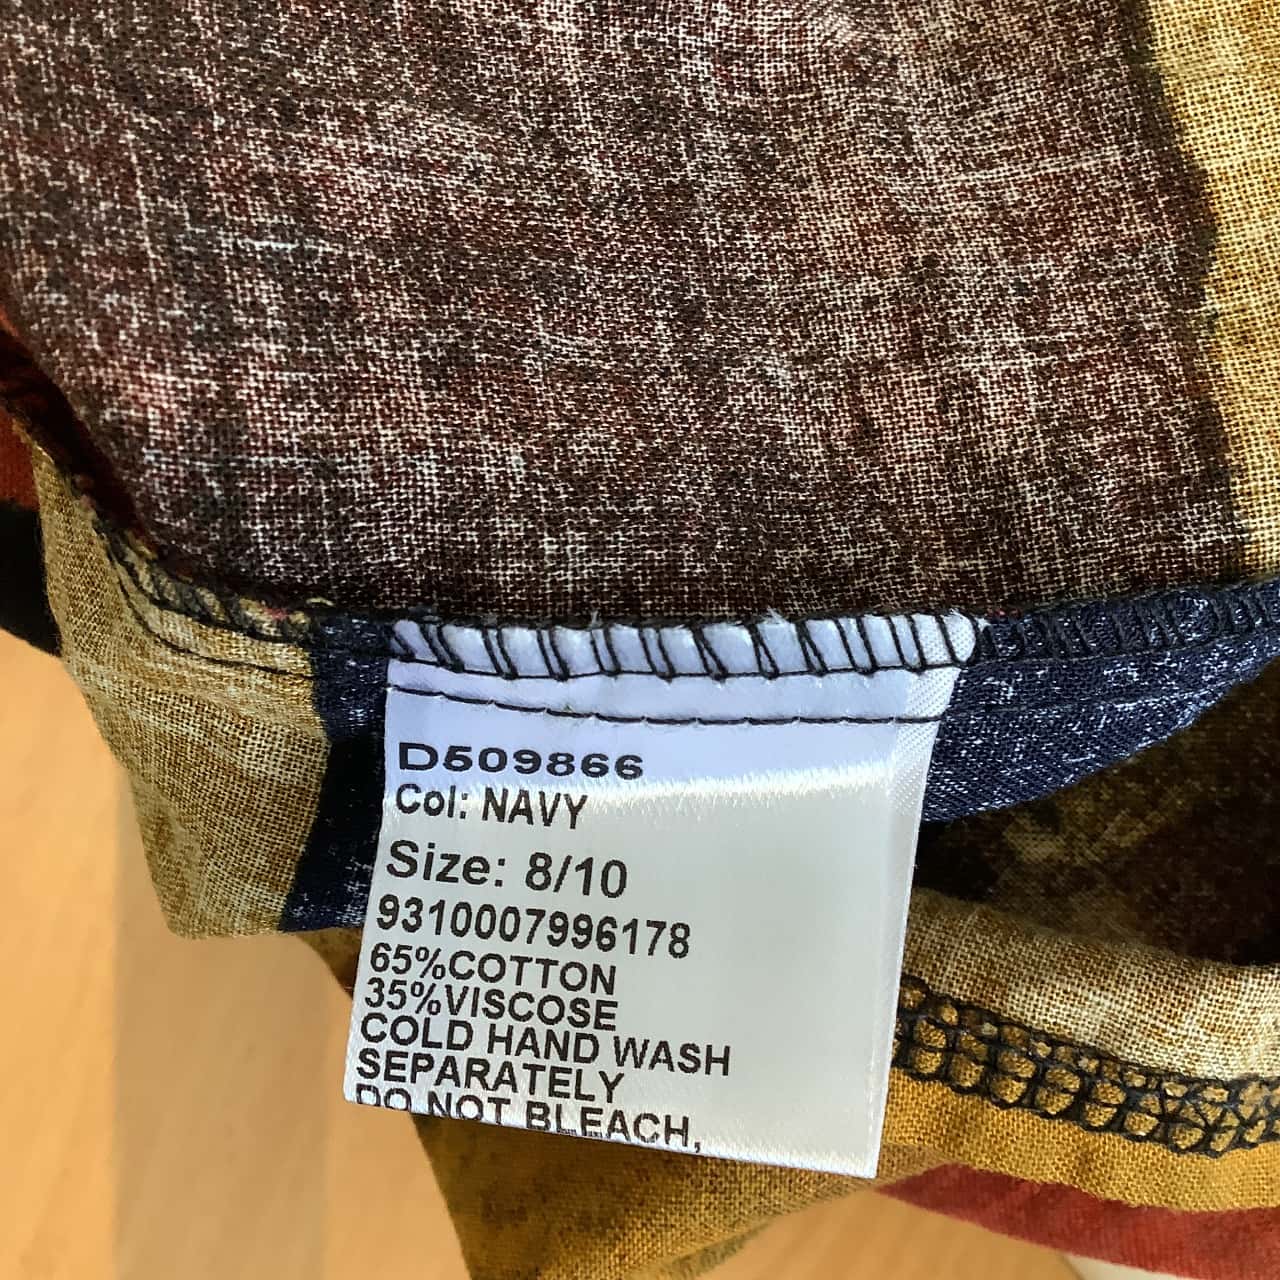 D509866
Col: NAVY
Size: 8/10
9310007996178
65%COTTON
35%VISCOSE
COLD HAND WASH
SEPARATELY
DO NOT BLEACH,